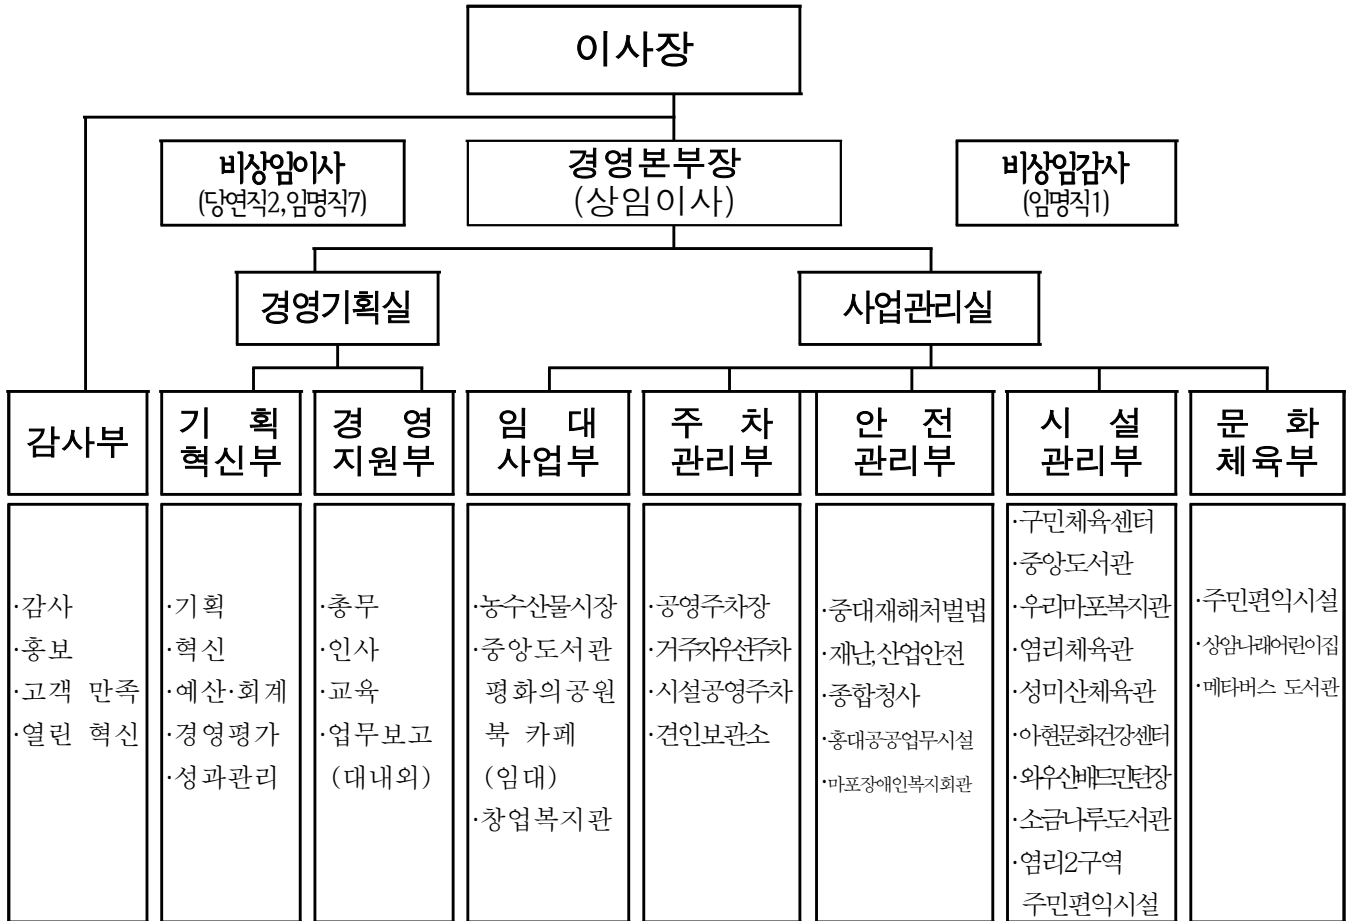 이사장
비상임이사
(당연직2,임명직7)
경영본부장
(상임이사)
비상임감사
(임명직1)
경영기획실
사업관리실
감사부
기 획
혁신부
경 영
지원부
임 대
사업부
주 차
관리부
안 전
관리부
시 설
관리부
문 화
체육부
·감사
·홍보
·고객 만족
·열린 혁신
·기획
·혁신
·예산·회계
·경영평가
·성과관리
·총무
·인사
·교육
·업무보고
(대내외)
·농수산물시장
·중앙도서관
평화의공원
북 카페
(임대)
·창업복지관
·공영주차장
·거주자우선주차
·시설공영주차
·견인보관소
·중대재해처벌법
·재난,산업안전
·종합청사
·홍대공공업무시설
·마포장애인복지회관
·구민체육센터
·중앙도서관
·우리마포복지관
·염리체육관
·성미산체육관
·아현문화건강센터
·와우산배드민턴장
·소금나루도서관
·염리2구역
주민편익시설
·주민편익시설
·상암나래어린이집
·메타버스 도서관